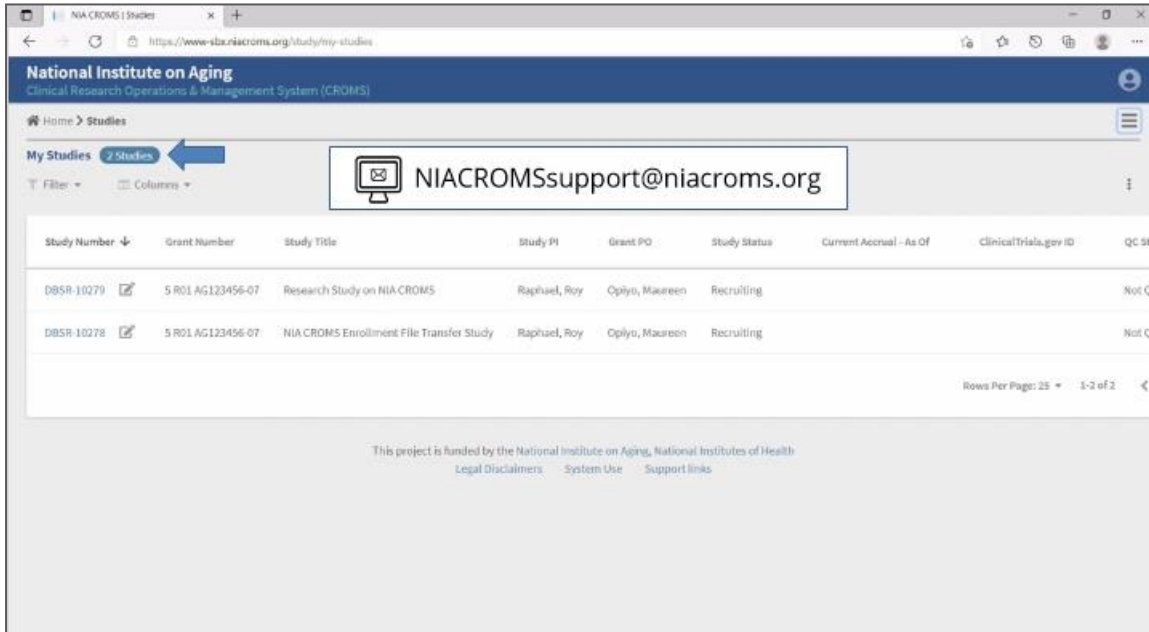 NIA CROMS | Studies
https://www-sbx.niacroms.org/study/my-studies
National Institute on Aging
Clinical Research Operations & Management System (CROMS)
Home > Studies
My Studies 2 Studies
NIACROMSsupport@niacroms.org
Filter Columns
Study Number Grant Number Study Title Study PI Grant PO Study Status Current Accrual - As Of ClinicalTrials.gov ID QC
DBSR-10279 5 R01 AG123456-07 Research Study on NIA CROMS Raphael, Roy Opiyo, Maureen Recruiting Not
DBSR-10278 5 R01 AG123456-07 NIA CROMS Enrollment File Transfer Study Raphael, Roy Opiyo, Maureen Recruiting Not
Rows Per Page: 25 1-2 of 2
This project is funded by the National Institute on Aging, National Institutes of Health
Legal Disclaimers System Use Support links